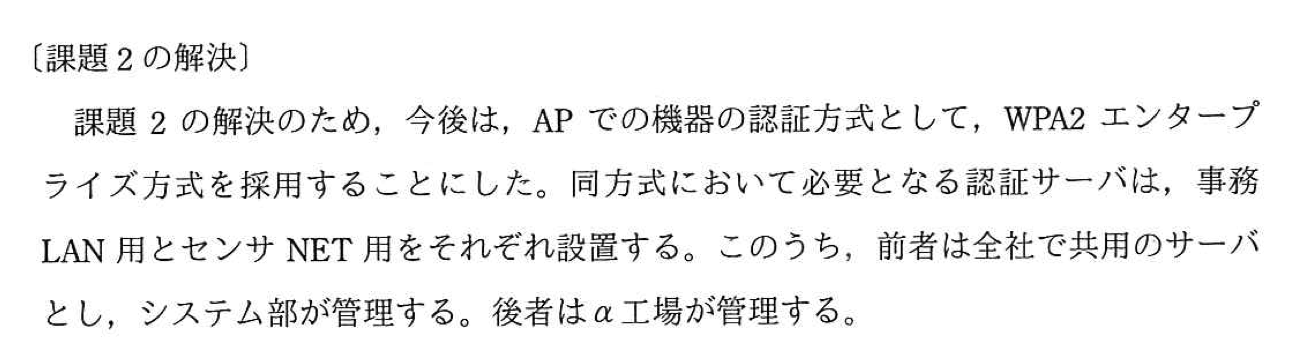 〔課題2の解決〕
課題 2 の解決のため，今後は，AP での機器の認証方式として，WPA2 エンタープ
ライズ方式を採用することにした。同方式において必要となる認証サーバは，事務
LAN 用とセンサ NET 用をそれぞれ設置する。このうち，前者は全社で共用のサーバ
とし，システム部が管理する。後者はα工場が管理する。